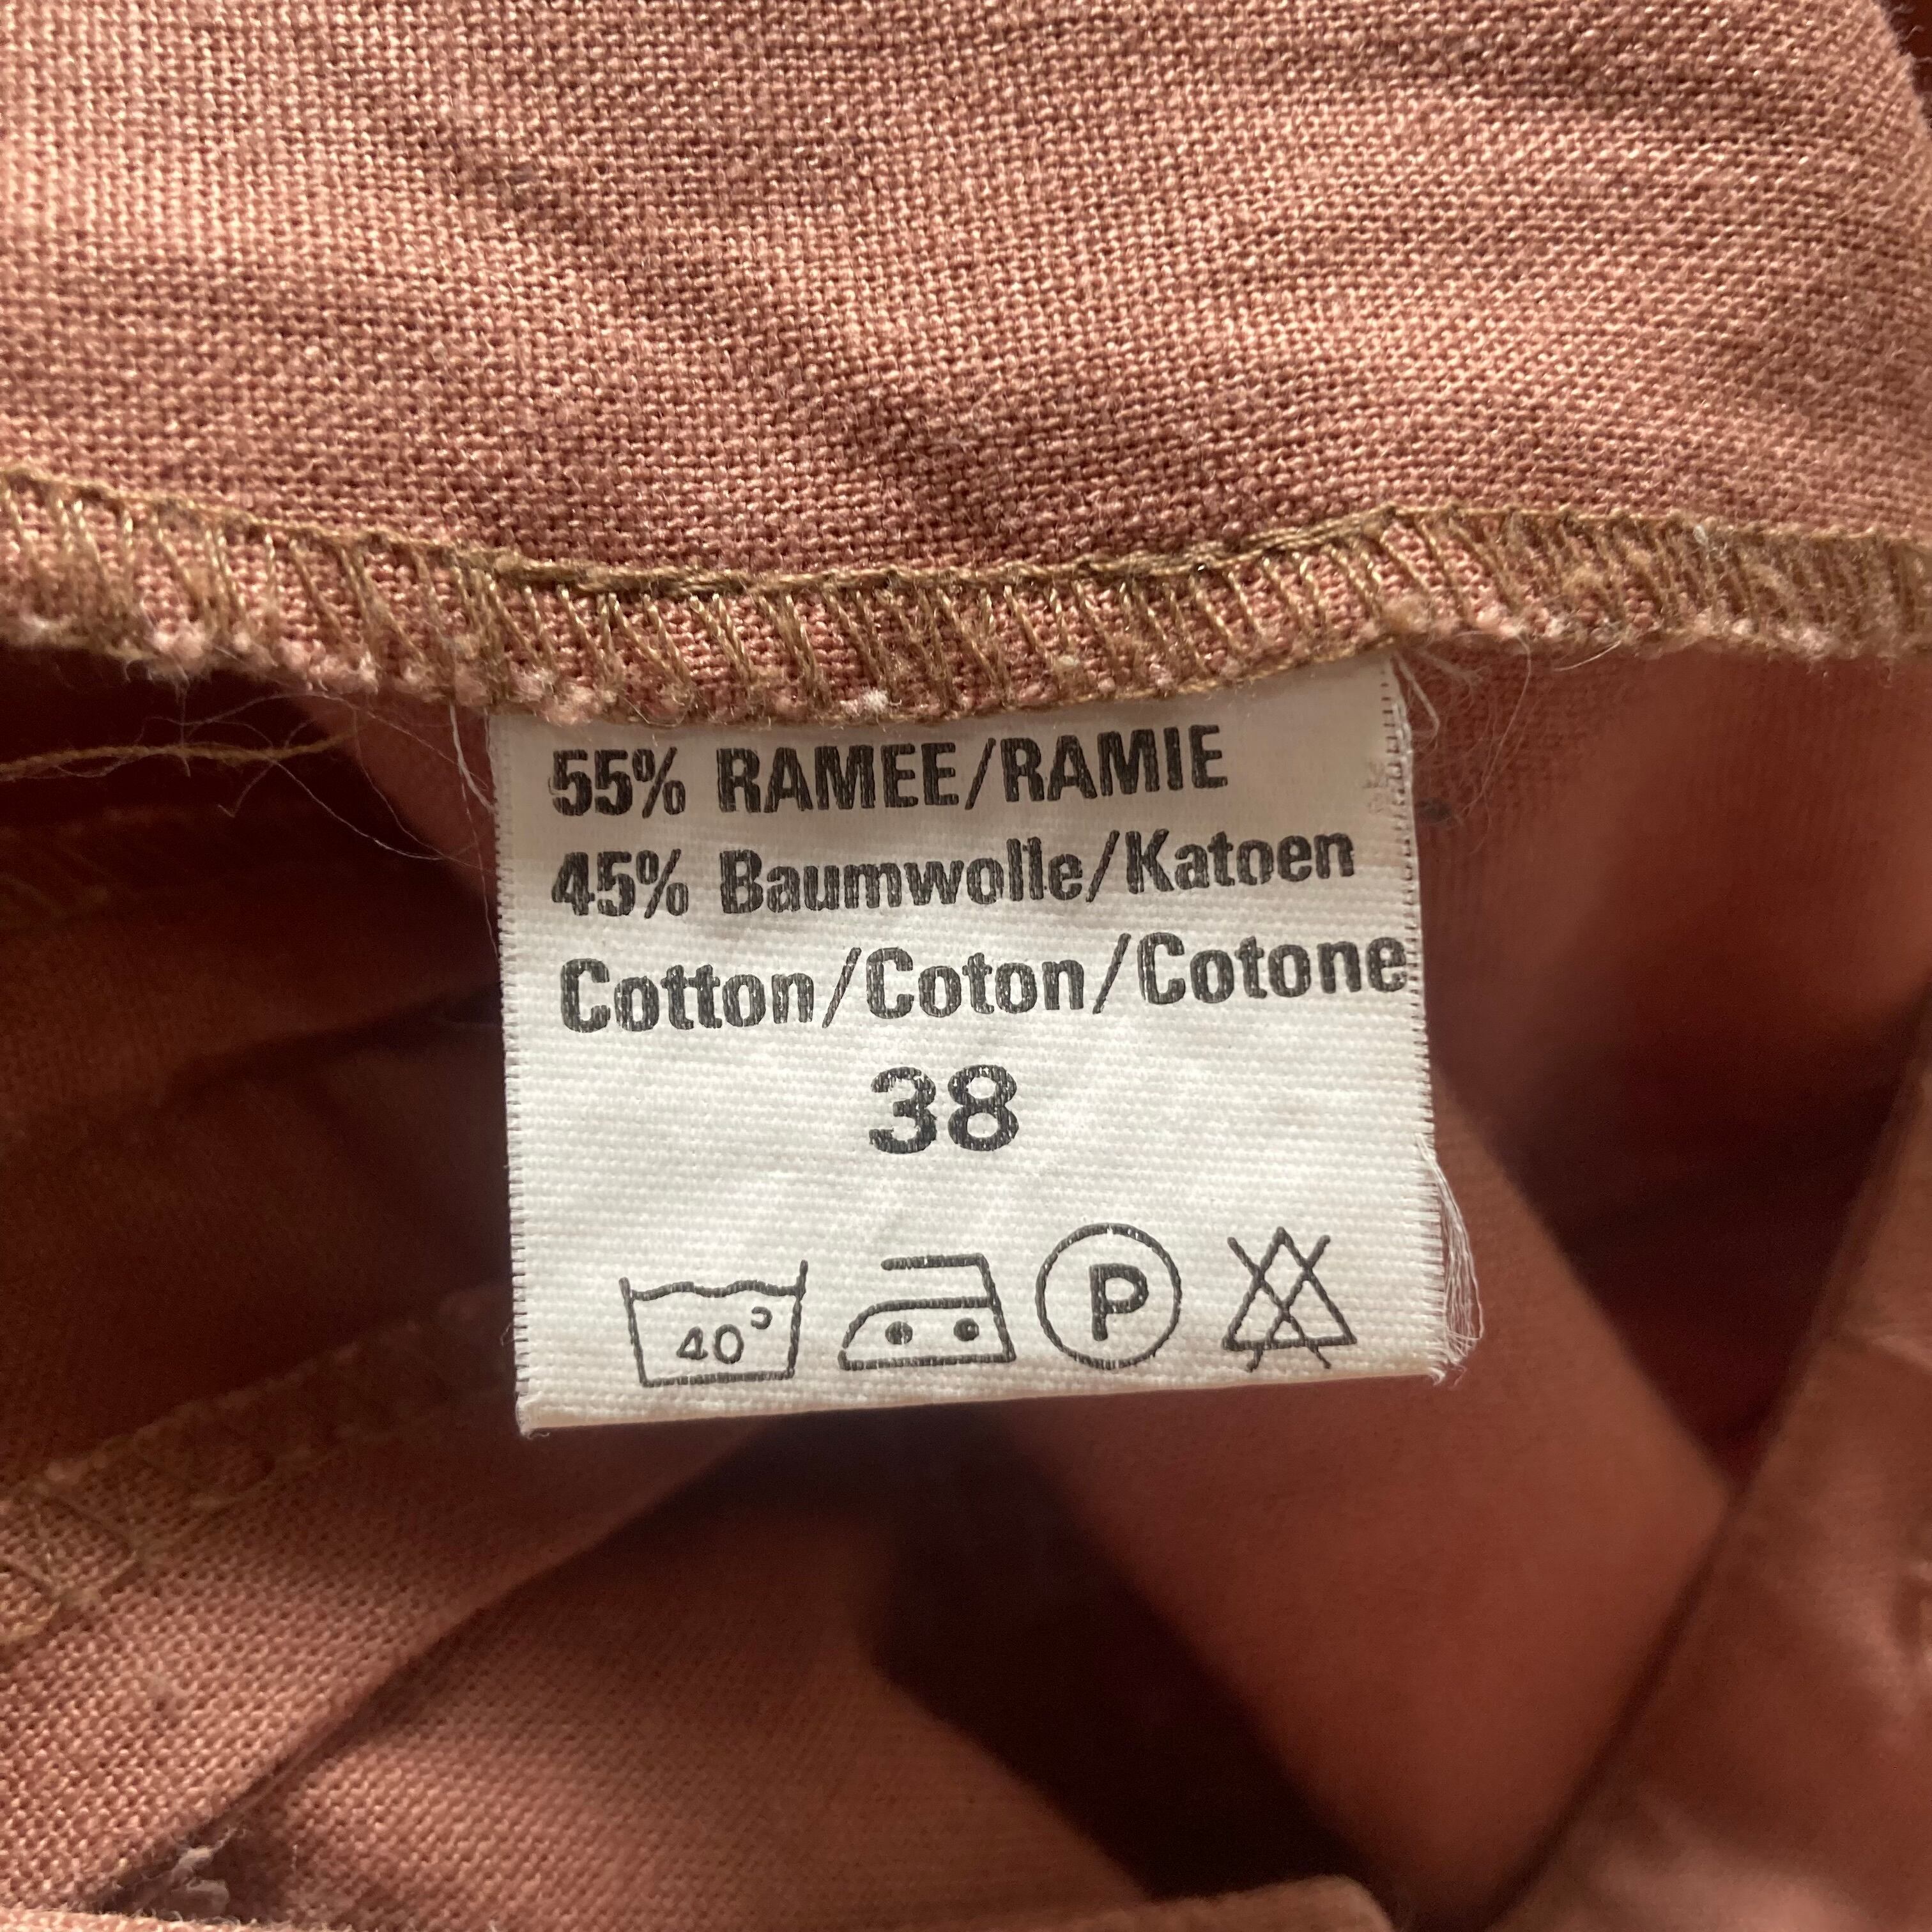 55% RAMEE/RAMIE
45% Baumwolle/Katoen
Cotton/Coton/Cotone
38
40° P